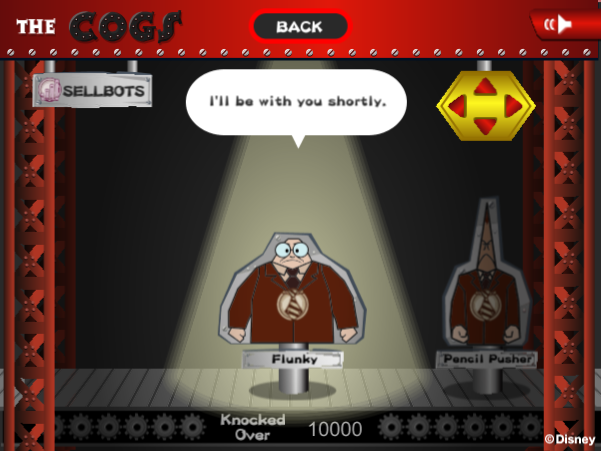 THE COGS
BACK
SELLBOTS
I'll be with you shortly.
Flunky
Pencil Pusher
Knocked
Over
10000
©Disney